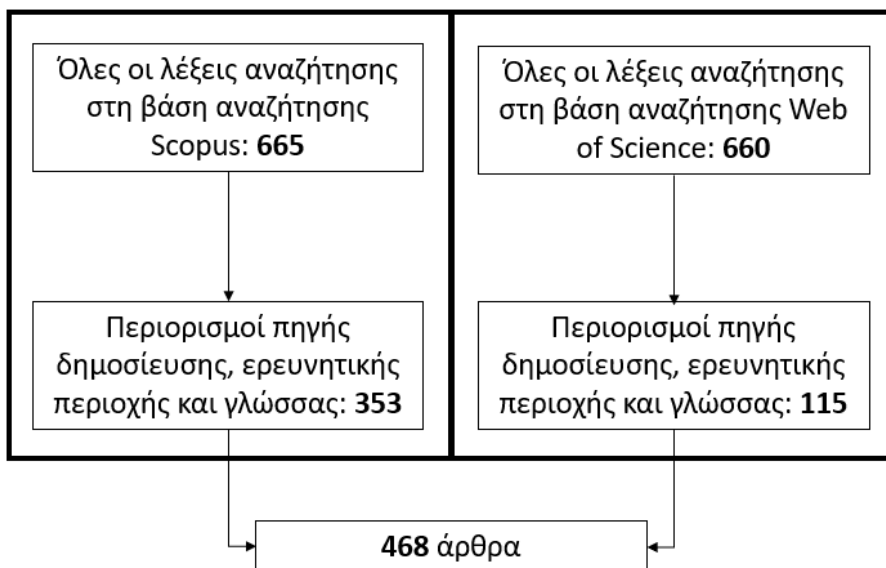 Όλες οι λέξεις αναζήτησης
στη βάση αναζήτησης
Scopus: 665
Όλες οι λέξεις αναζήτησης
στη βάση αναζήτησης Web
of Science: 660
Περιορισμοί πηγής
δημοσίευσης, ερευνητικής
περιοχής και γλώσσας: 353
Περιορισμοί πηγής
δημοσίευσης, ερευνητικής
περιοχής και γλώσσας: 115
468 άρθρα